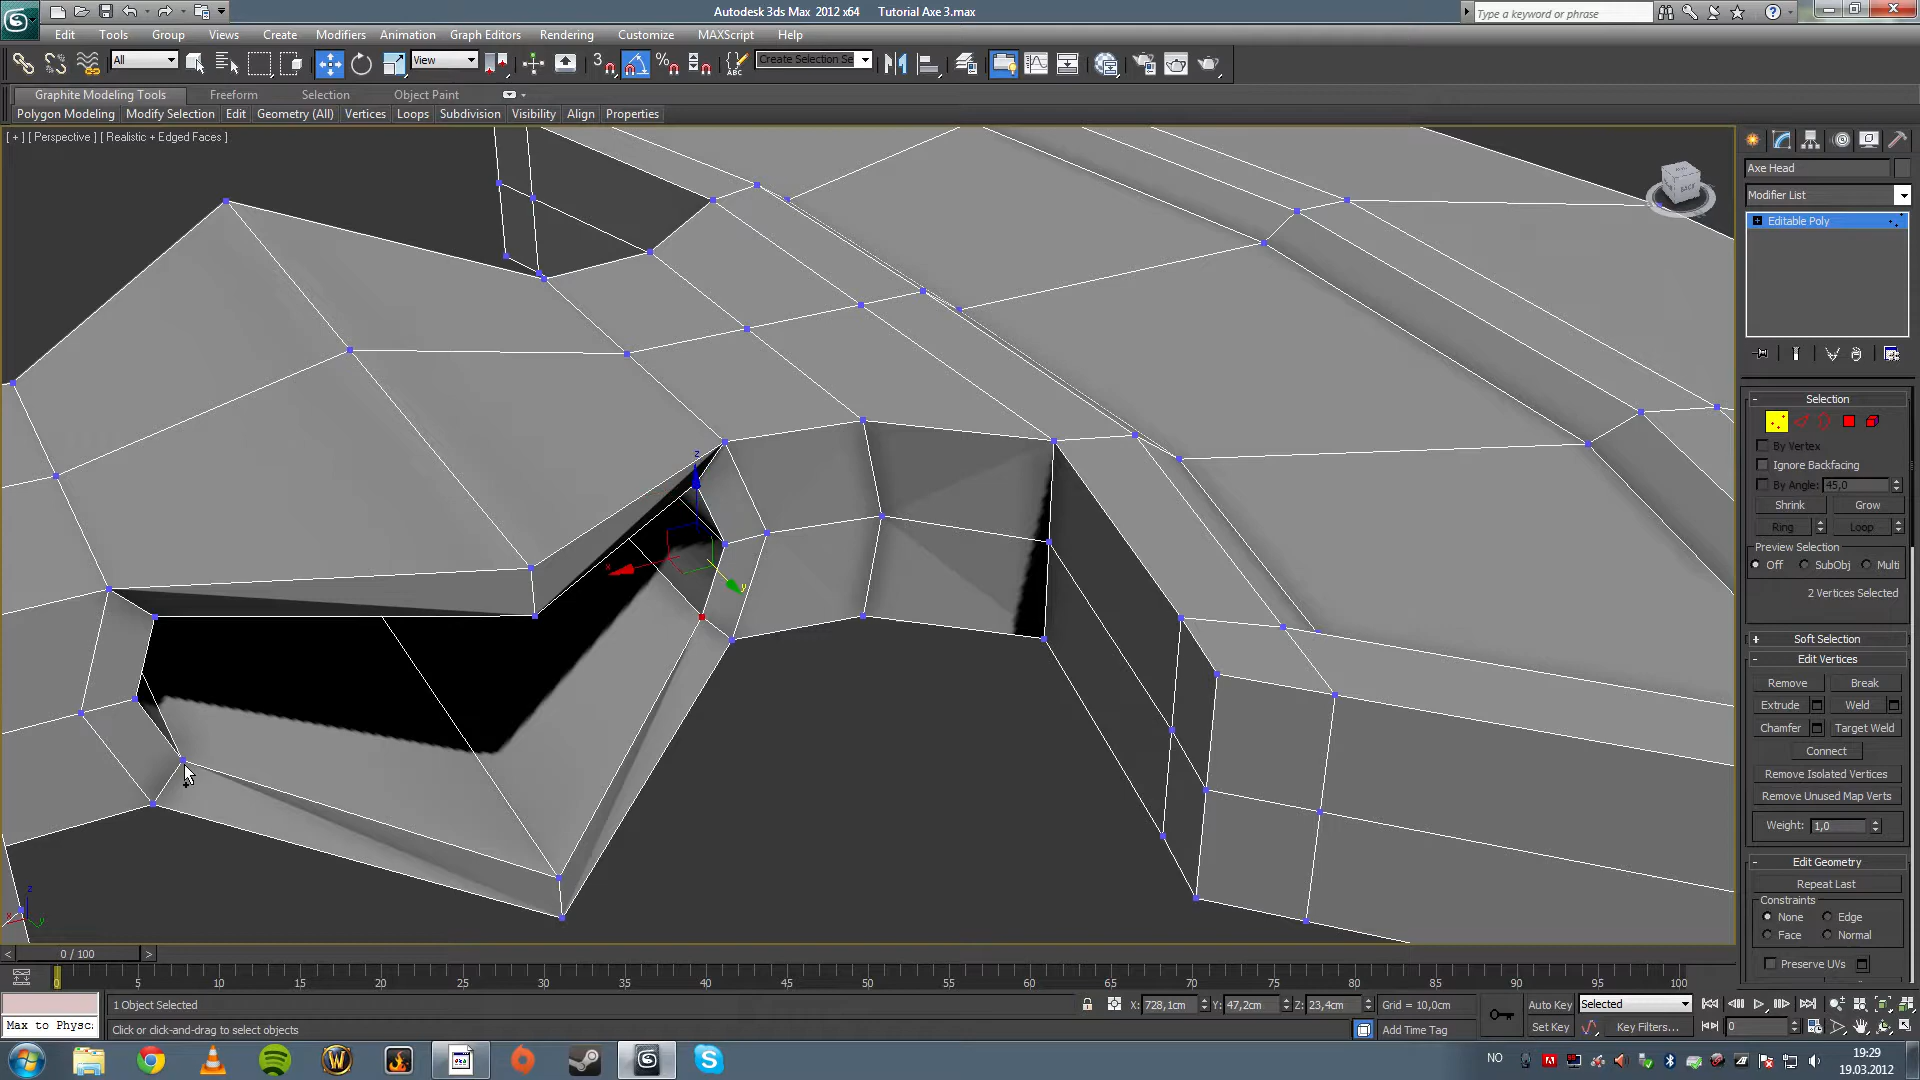 Autodesk 3ds Max 2012 x64 Tutorial Axe 3.max
Type a keyword or phrase
Edit Tools Group Views Create Modifiers Animation Graph Editors Rendering Customize MAXScript Help
All View 3 Create Selection Se
Graphite Modeling Tools Freeform Selection Object Paint
Polygon Modeling Modify Selection Edit Geometry (All) Vertices Loops Subdivision Visibility Align Properties
[ + ] [ Perspective ] [ Realistic + Edged Faces ]
BACK
Axe Head
Modifier List
Editable Poly
Selection
By Vertex
Ignore Backfacing
By Angle: 45,0
Shrink Grow
Ring Loop
Preview Selection
Off SubObj Multi
2 Vertices Selected
Soft Selection
Edit Vertices
Remove Break
Extrude Weld
Chamfer Target Weld
Connect
Remove Isolated Vertices
Remove Unused Map Verts
Weight: 1,0
Edit Geometry
Repeat Last
Constraints
None Edge
Face Normal
Preserve UVs
z
x
y
z
x
y
< 0 / 100 >
0 5 10 15 20 25 30 35 40 45 50 55 60 65 70 75 80 85 90 95 100
1 Object Selected X: 728,1cm Y: 47,2cm Z: 23,4cm Grid = 10,0cm Auto Key Selected
Max to Physc: Click or click-and-drag to select objects Add Time Tag Set Key Key Filters... 0
NO 19:29
19.03.2012